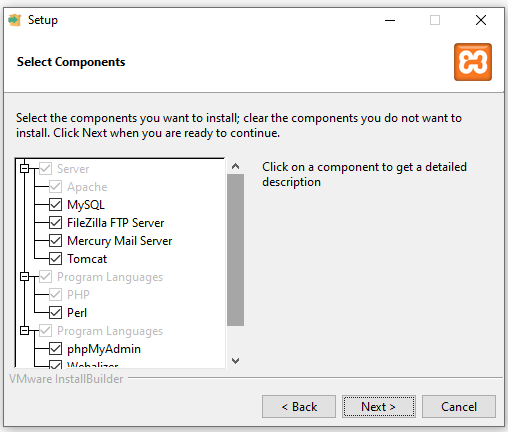 Setup
Select Components
Select the components you want to install; clear the components you do not want to
install. Click Next when you are ready to continue.
Server
Apache
MySQL
FileZilla FTP Server
Mercury Mail Server
Tomcat
Program Languages
PHP
Perl
Program Languages
phpMyAdmin
Webalizer
Click on a component to get a detailed
description
VMware InstallBuilder
< Back
Next >
Cancel